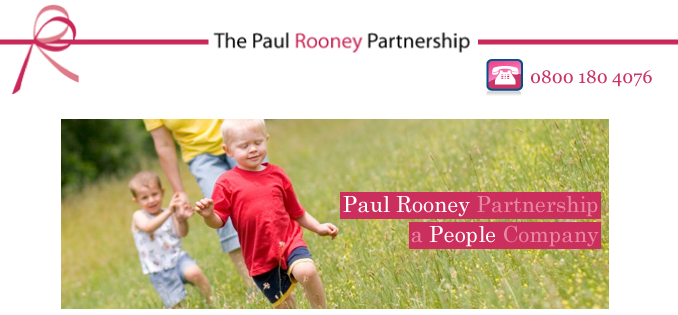 The Paul Rooney Partnership
0800 180 4076
Paul Rooney Partnership
a People Company